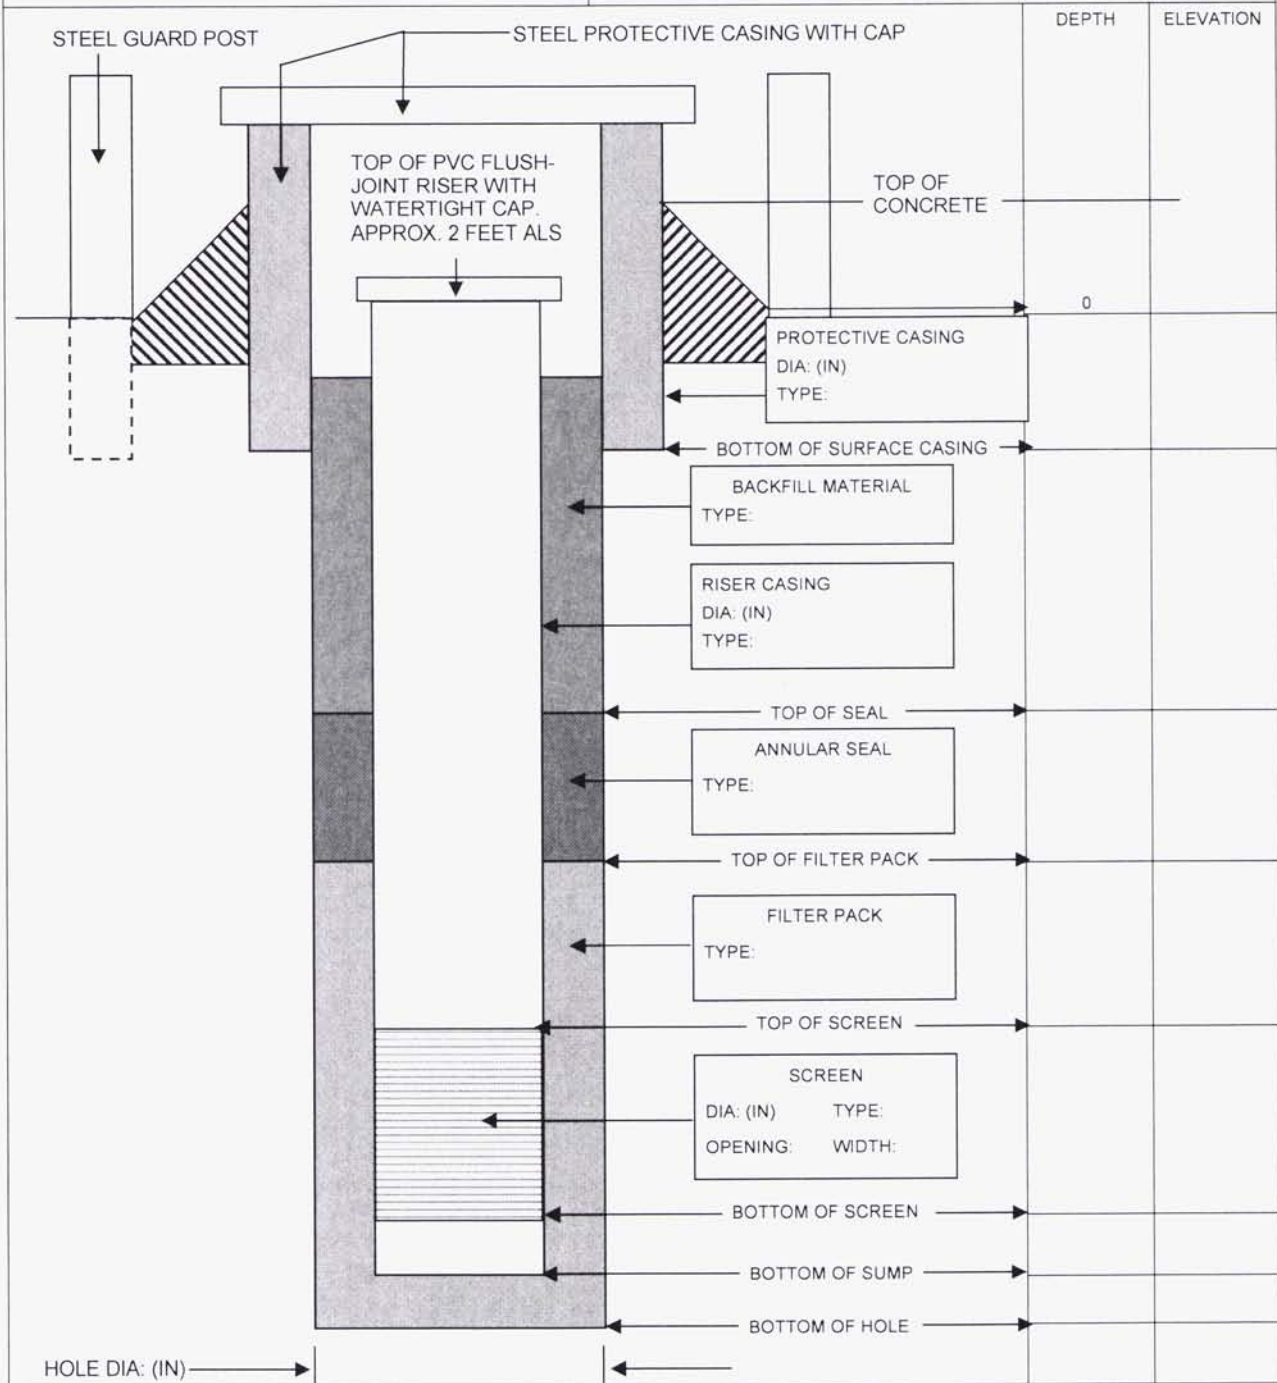 DEPTH
ELEVATION
STEEL GUARD POST
STEEL PROTECTIVE CASING WITH CAP
TOP OF PVC FLUSH-
JOINT RISER WITH
WATERTIGHT CAP.
APPROX. 2 FEET ALS
TOP OF
CONCRETE
0
PROTECTIVE CASING
DIA: (IN)
TYPE:
BOTTOM OF SURFACE CASING
BACKFILL MATERIAL
TYPE:
RISER CASING
DIA: (IN)
TYPE:
TOP OF SEAL
ANNULAR SEAL
TYPE:
TOP OF FILTER PACK
FILTER PACK
TYPE:
TOP OF SCREEN
SCREEN
DIA: (IN) TYPE:
OPENING: WIDTH:
BOTTOM OF SCREEN
BOTTOM OF SUMP
BOTTOM OF HOLE
HOLE DIA: (IN)